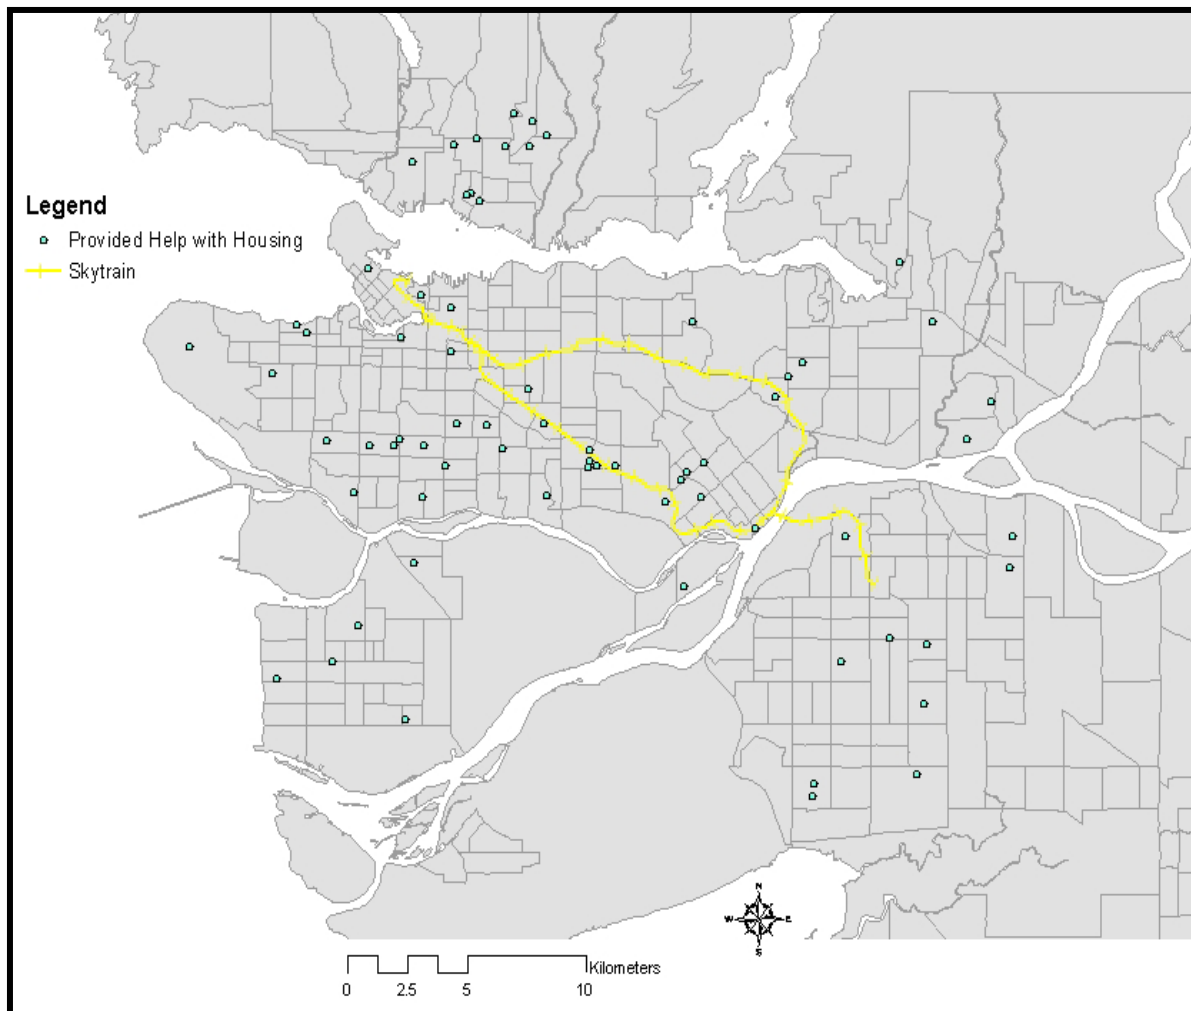 Legend
Provided Help with Housing
Skytrain
N
W E
S
Kilometers
0 2.5 5 10